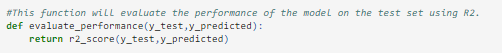 #This function will evaluate the performance of the model on the test set using R2.
def evaluate_performance(y_test,y_predicted):
    return r2_score(y_test,y_predicted)